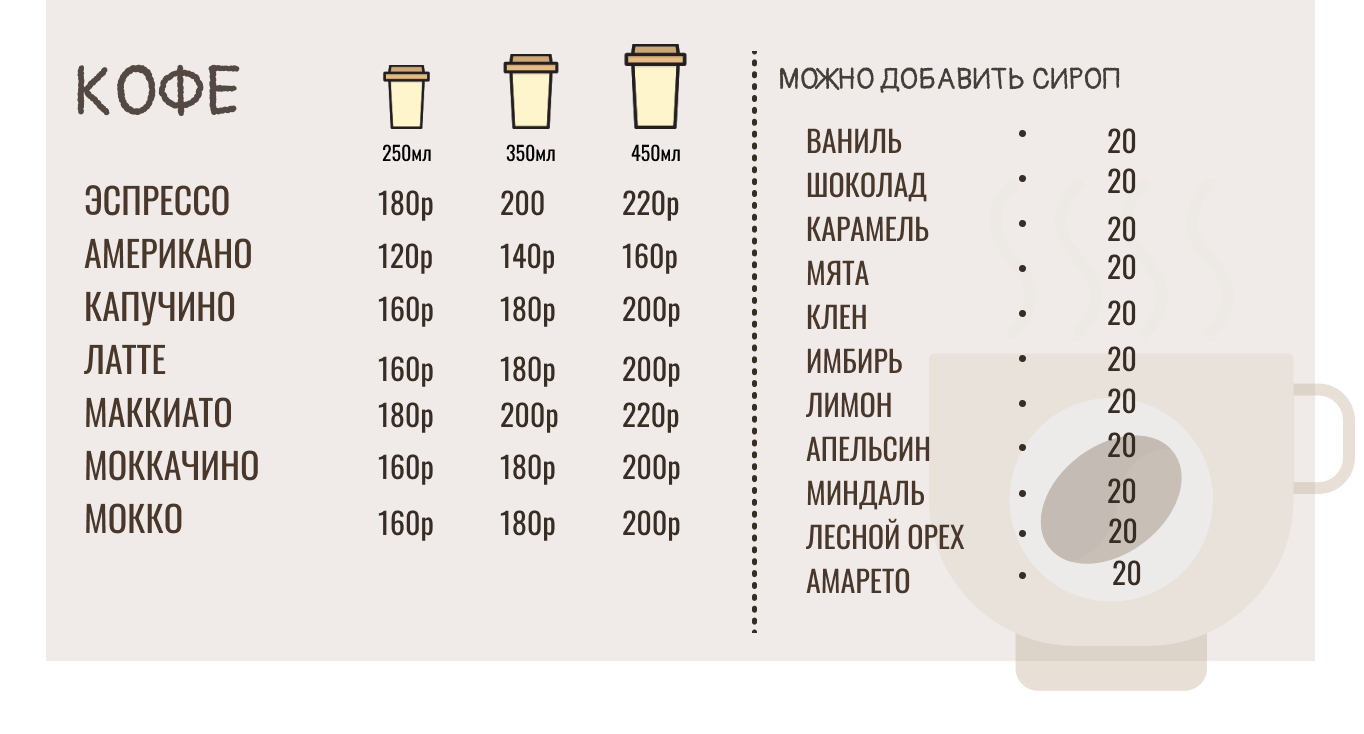 КОФЕ
250мл 350мл 450мл
ЭСПРЕССО 180р 200 220р
АМЕРИКАНО 120р 140р 160р
КАПУЧИНО 160р 180р 200р
ЛАТТЕ 160р 180р 200р
МАККИАТО 180р 200р 220р
МОККАЧИНО 160р 180р 200р
МОККО 160р 180р 200р
МОЖНО ДОБАВИТЬ СИРОП
ВАНИЛЬ • 20
ШОКОЛАД • 20
КАРАМЕЛЬ • 20
МЯТА • 20
КЛЕН • 20
ИМБИРЬ • 20
ЛИМОН • 20
АПЕЛЬСИН • 20
МИНДАЛЬ • 20
ЛЕСНОЙ ОРЕХ • 20
АМАРЕТО • 20